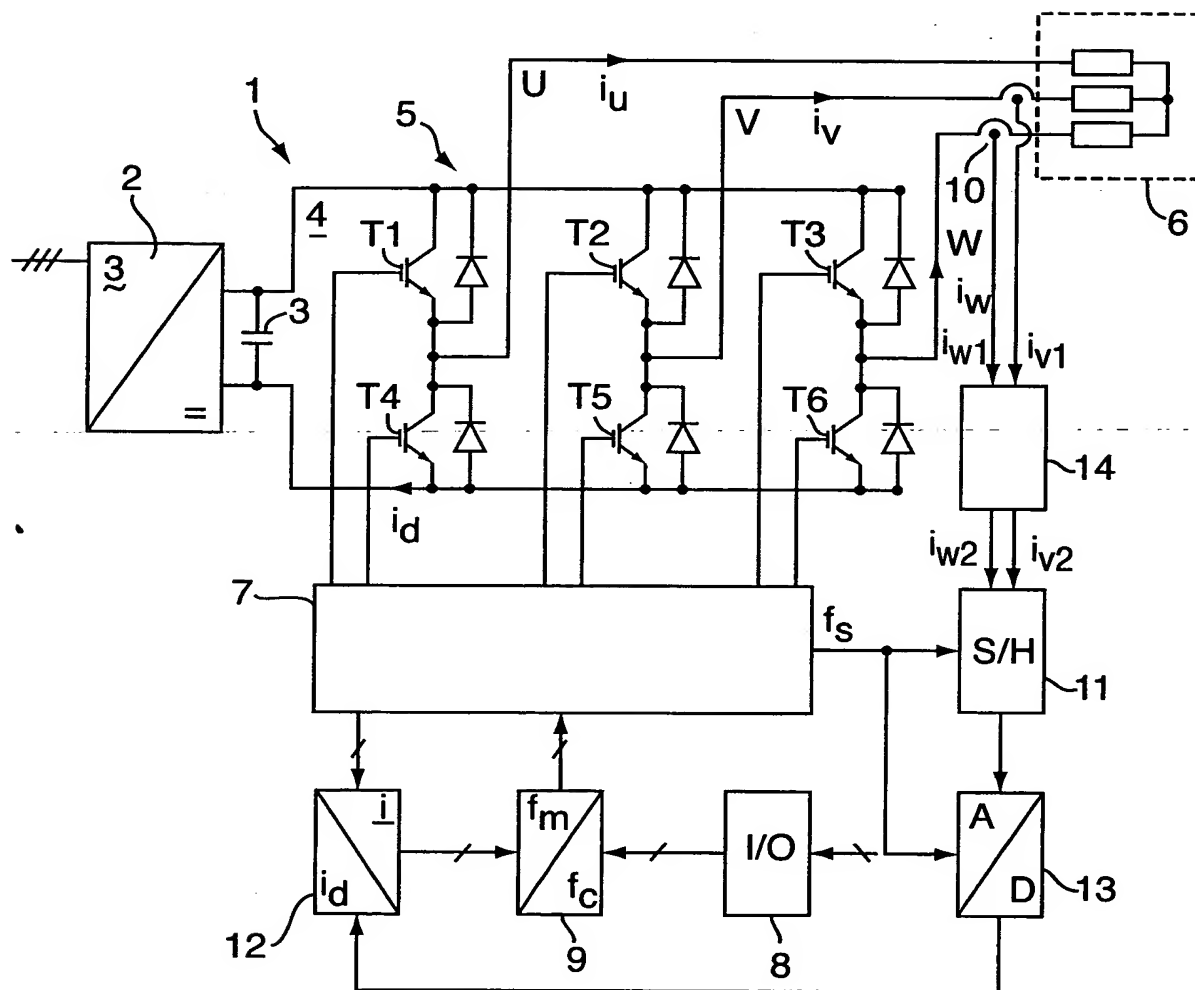 U
i_u
1
5
V
i_v
10
6
2
4
3
~
3
=
T1
T2
T3
W
i_w
i_w1
i_v1
T4
T5
T6
14
i_d
i_w2
i_v2
7
f_s
S/H
11
i
i_d
12
f_m
f_c
9
I/O
8
A
D
13